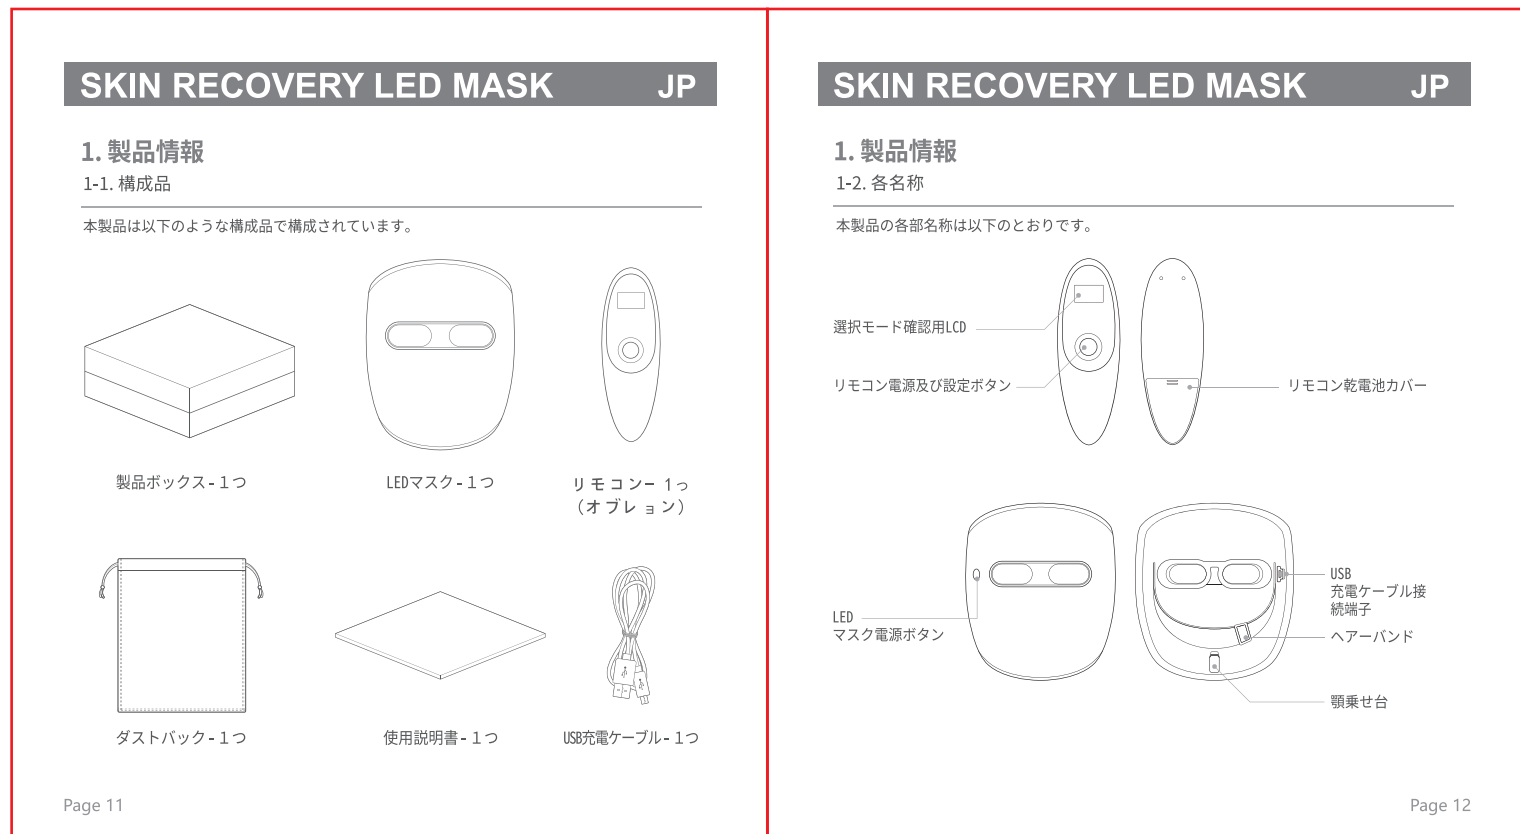 SKIN RECOVERY LED MASK JP
1. 製品情報
1-1. 構成品
本製品は以下のような構成品で構成されています。
製品ボックス - 1つ
LEDマスク - 1つ
リモコン− 1っ
（オブレョン）
ダストバック - 1つ
使用説明書 - 1つ
USB充電ケーブル - 1つ
Page 11
SKIN RECOVERY LED MASK JP
1. 製品情報
1-2. 各名称
本製品の各部名称は以下のとおりです。
選択モード確認用LCD
リモコン電源及び設定ボタン
リモコン乾電池カバー
LED
マスク電源ボタン
USB
充電ケーブル接
続端子
ヘアーバンド
顎乗せ台
Page 12